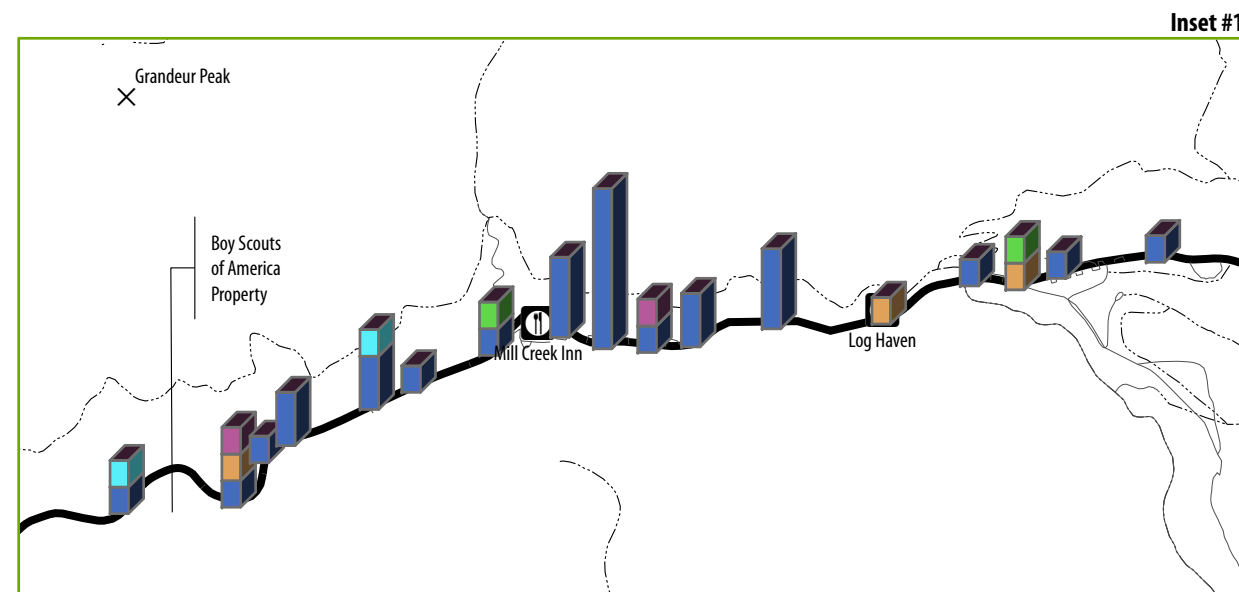 Inset #1
Grandeur Peak
Boy Scouts
of America
Property
Mill Creek Inn
Log Haven